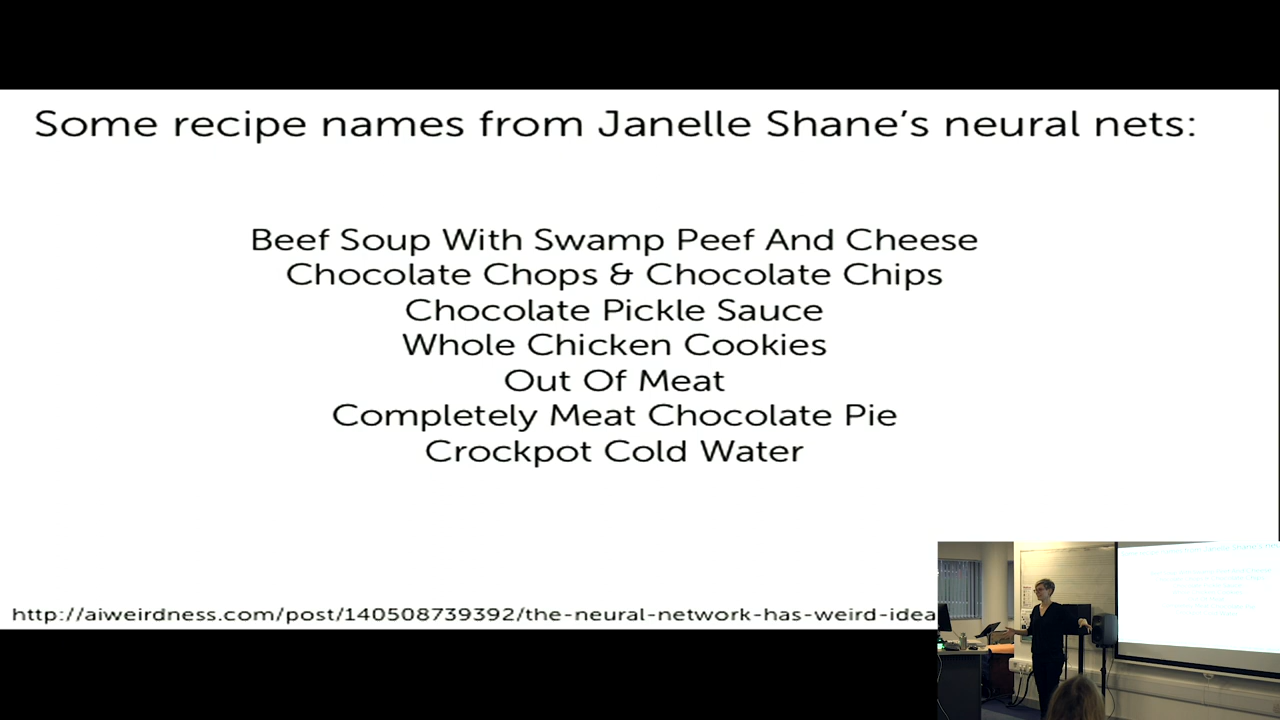 Some recipe names from Janelle Shane's neural nets:
Beef Soup With Swamp Peef And Cheese
Chocolate Chops & Chocolate Chips
Chocolate Pickle Sauce
Whole Chicken Cookies
Out Of Meat
Completely Meat Chocolate Pie
Crockpot Cold Water
http://aiweirdness.com/post/140508739392/the-neural-network-has-weird-idea